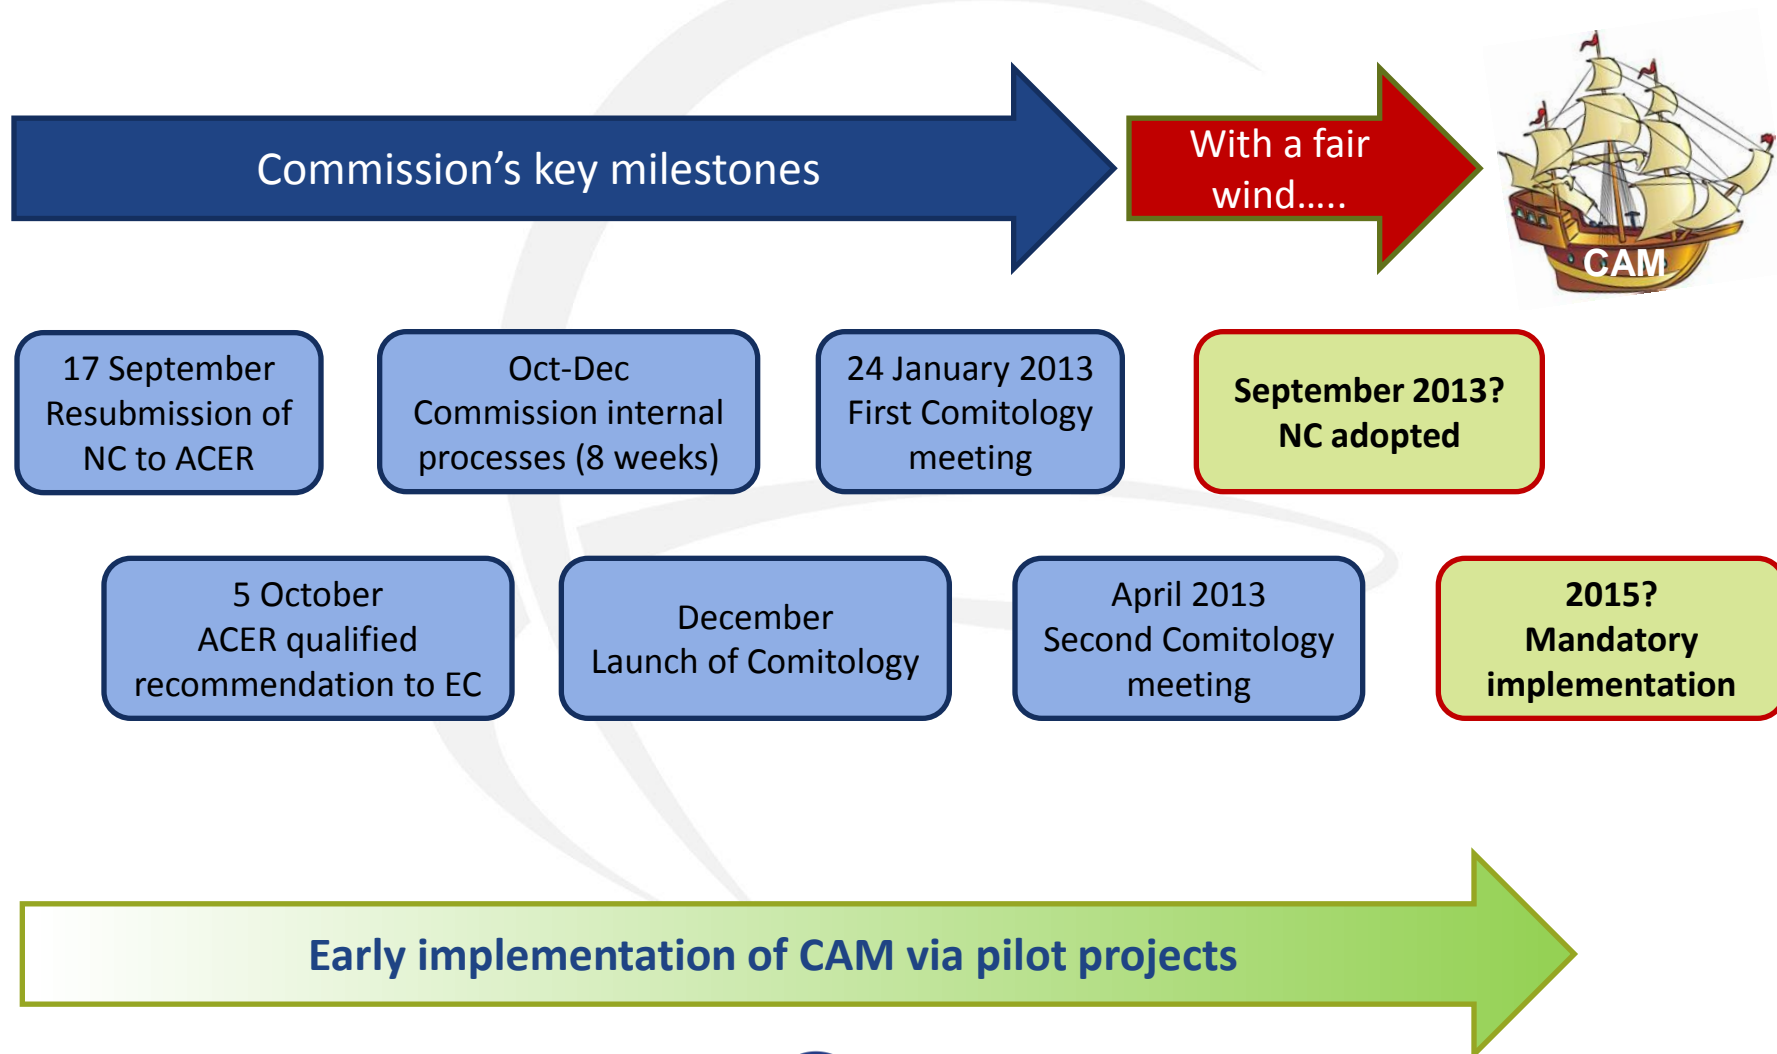 Commission's key milestones
With a fair
wind.....
CAM
17 September
Resubmission of
NC to ACER
Oct-Dec
Commission internal
processes (8 weeks)
24 January 2013
First Comitology
meeting
September 2013?
NC adopted
5 October
ACER qualified
recommendation to EC
December
Launch of Comitology
April 2013
Second Comitology
meeting
2015?
Mandatory
implementation
Early implementation of CAM via pilot projects